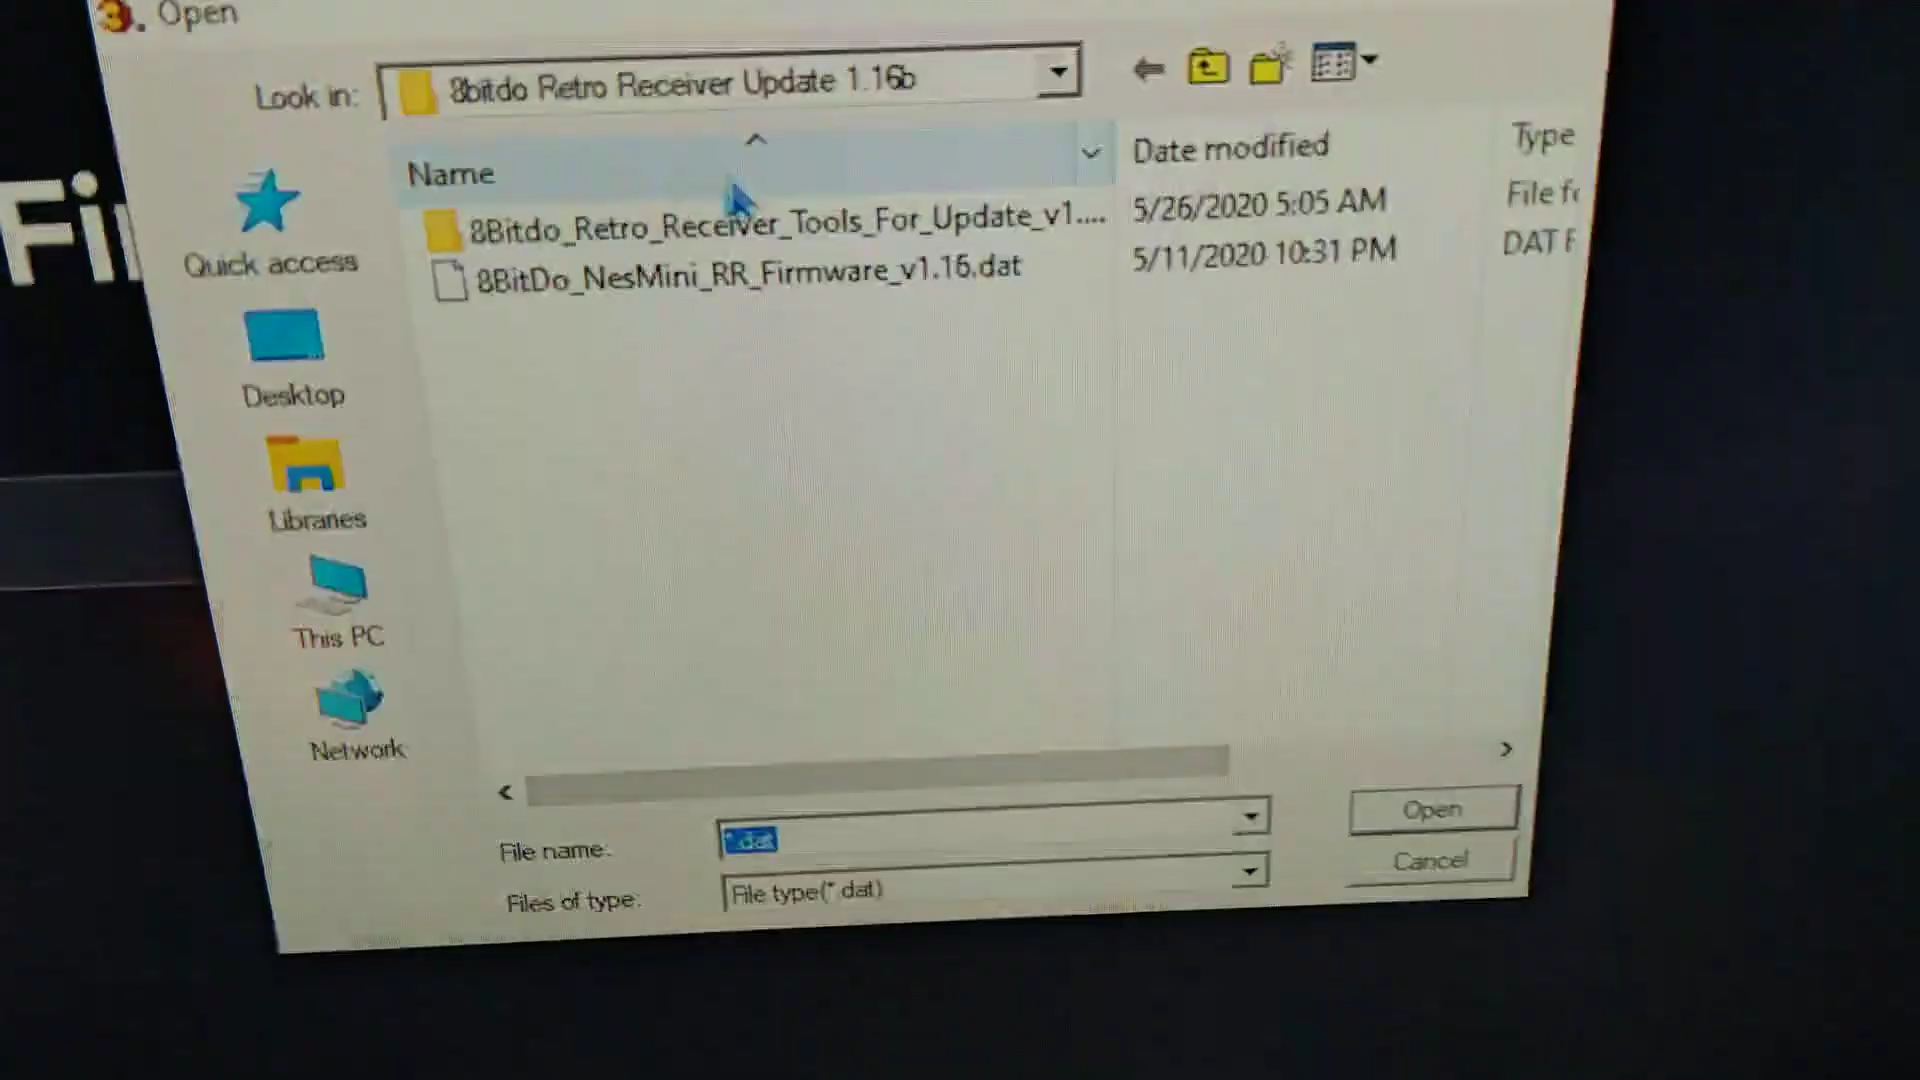 Open
Look in: 8bitdo Retro Receiver Update 1.16b
Name Date modified Type
8Bitdo_Retro_Receiver_Tools_For_Update_v1.... 5/26/2020 5:05 AM File
8BitDo_NesMini_RR_Firmware_v1.16.dat 5/11/2020 10:31 PM DAT F
Fi
Quick access
Desktop
Libraries
This PC
Network
File name: *.dat
Open
Files of type: File type(*.dat)
Cancel